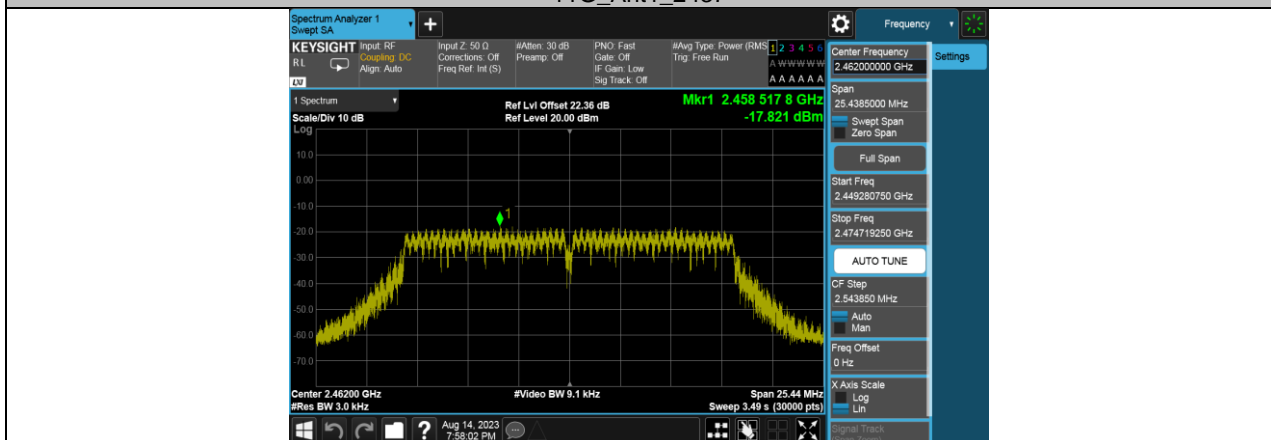 Spectrum Analyzer 1
Swept SA
+
Frequency
KEYSIGHT
RL
LXI
Input: RF
Coupling: DC
Align: Auto
Input Z: 50 Ω
Corrections: Off
Freq Ref: Int (S)
#Atten: 30 dB
Preamp: Off
PNO: Fast
Gate: Off
IF Gain: Low
Sig Track: Off
#Avg Type: Power (RMS
Trig: Free Run
1 2 3 4 5 6
A W W W W W
A A A A A A
Center Frequency
2.462000000 GHz
Settings
Span
25.4385000 MHz
Swept Span
Zero Span
Full Span
Start Freq
2.449280750 GHz
Stop Freq
2.474719250 GHz
AUTO TUNE
CF Step
2.543850 MHz
Auto
Man
Freq Offset
0 Hz
X Axis Scale
Log
Lin
Signal Track
1 Spectrum
Scale/Div 10 dB
Log
Ref Lvl Offset 22.36 dB
Ref Level 20.00 dBm
Mkr1 2.458 517 8 GHz
-17.821 dBm
10.0
0.00
-10.0
-20.0
-30.0
-40.0
-50.0
-60.0
-70.0
1
Center 2.46200 GHz
#Res BW 3.0 kHz
#Video BW 9.1 kHz
Span 25.44 MHz
Sweep 3.49 s (30000 pts)
?
Aug 14, 2023
7:58:02 PM